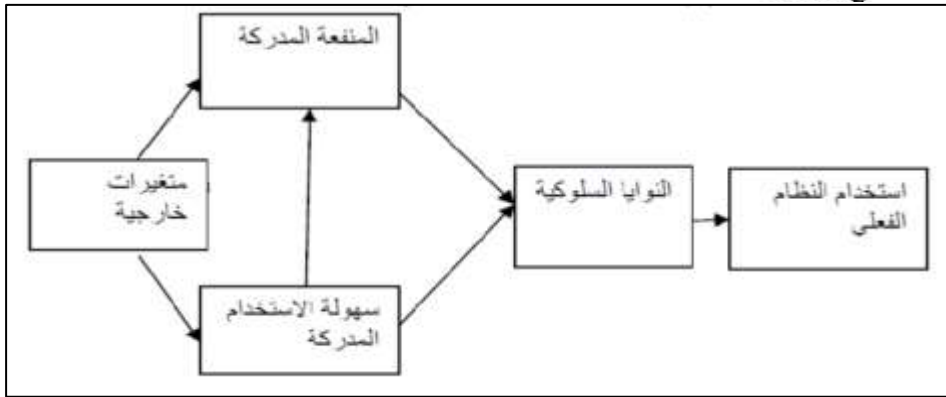 المنفعة المدركة
متغيرات
خارجية
النوايا السلوكية
استخدام النظام
الفعلي
سهولة الاستخدام
المدركة